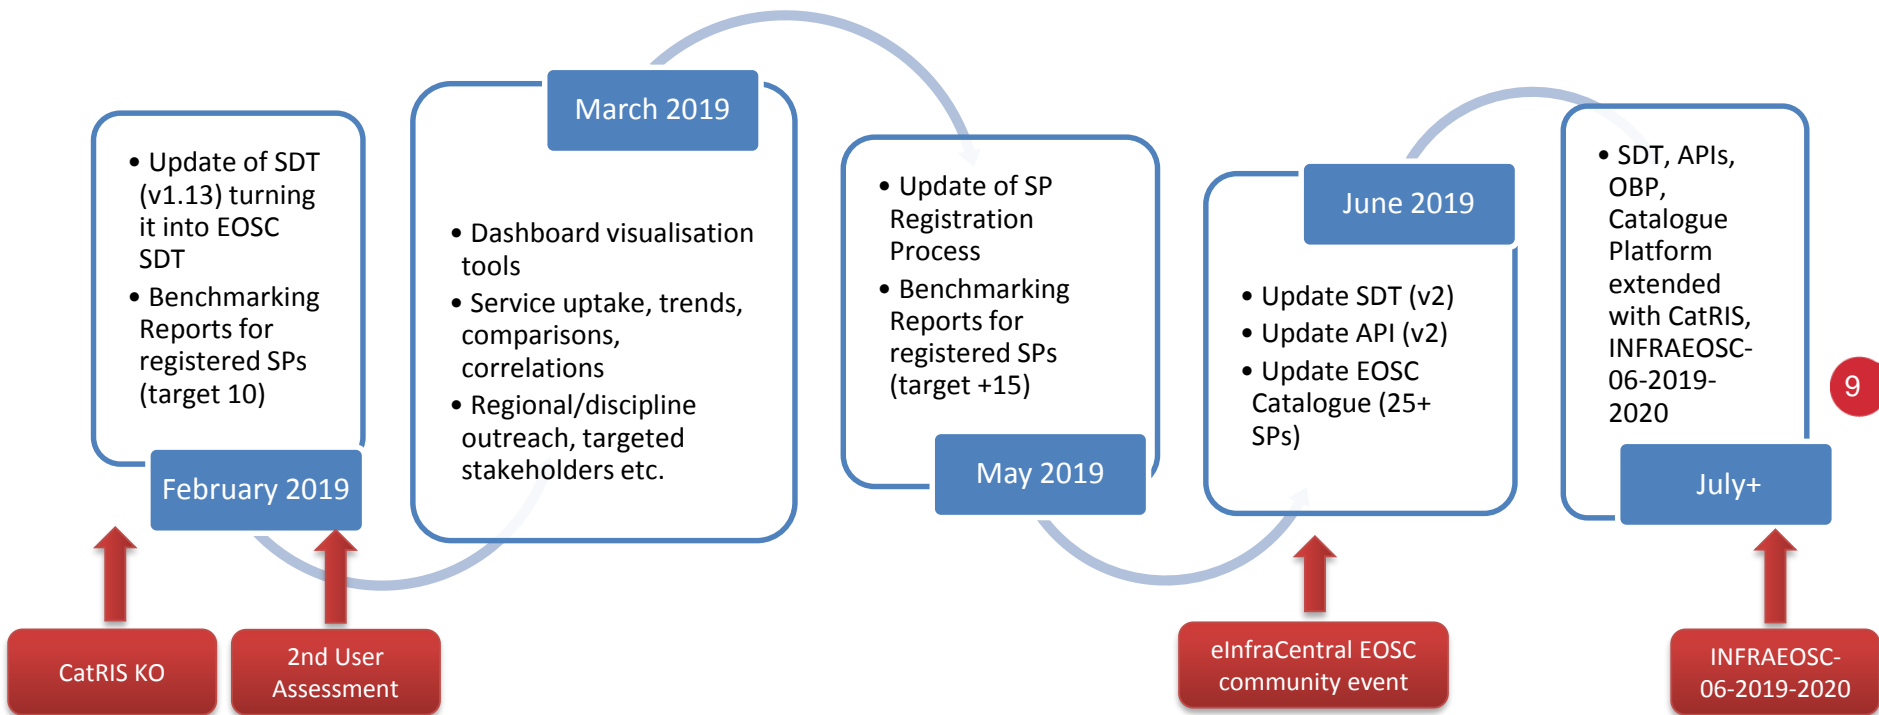 • Update of SDT
(v1.13) turning
it into EOSC
SDT
• Benchmarking
Reports for
registered SPs
(target 10)
February 2019
March 2019
• Dashboard visualisation
tools
• Service uptake, trends,
comparisons,
correlations
• Regional/discipline
outreach, targeted
stakeholders etc.
• Update of SP
Registration
Process
• Benchmarking
Reports for
registered SPs
(target +15)
May 2019
June 2019
• Update SDT (v2)
• Update API (v2)
• Update EOSC
Catalogue (25+
SPs)
• SDT, APIs,
OBP,
Catalogue
Platform
extended
with CatRIS,
INFRAEOSC-
06-2019-
2020
July+
9
CatRIS KO
2nd User
Assessment
eInfraCentral EOSC
community event
INFRAEOSC-
06-2019-2020